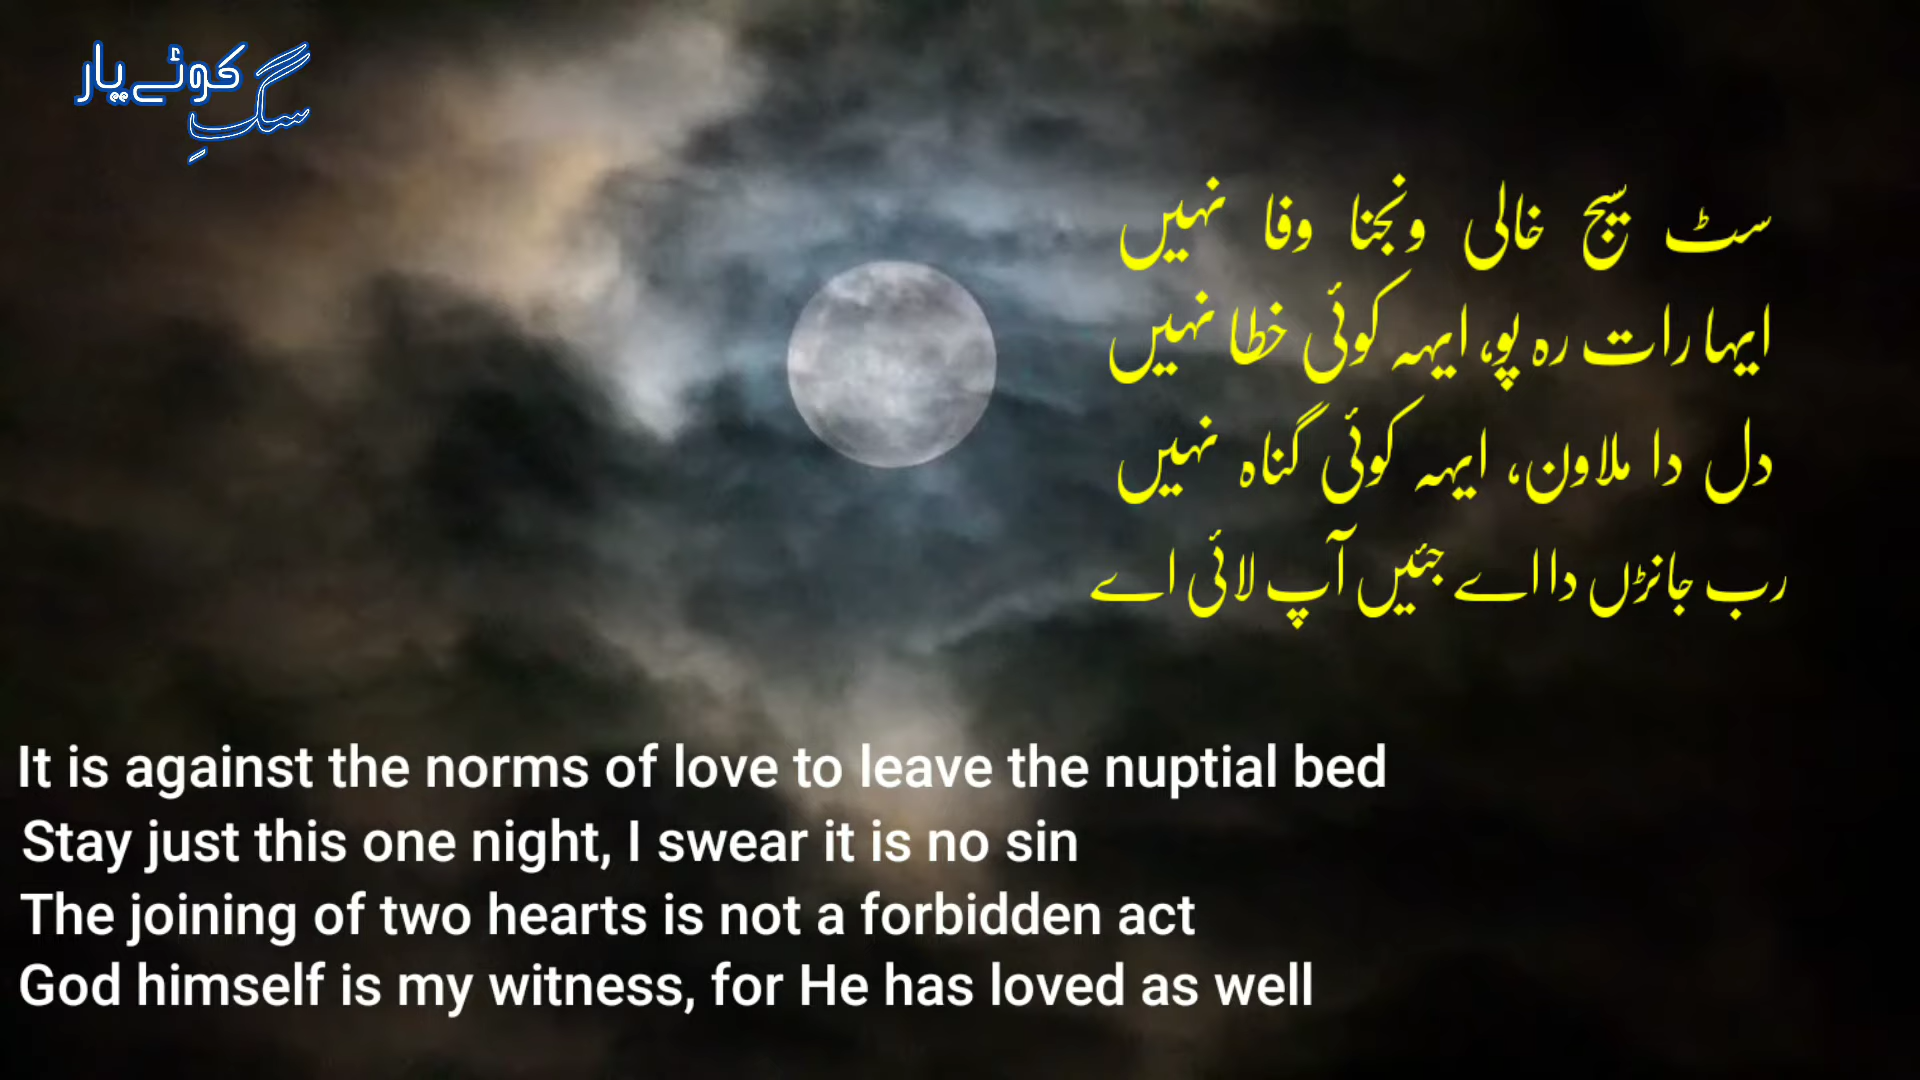 سگِ کوئے یار
سٹ سیج خالی ونجنا وفا نہیں
ایہا رات رہ پو، ایہہ کوئی خطا نہیں
دل دا ملاون، ایہہ کوئی گناہ نہیں
رب جانڑں دا اے جئیں آپ لائی اے
It is against the norms of love to leave the nuptial bed
Stay just this one night, I swear it is no sin
The joining of two hearts is not a forbidden act
God himself is my witness, for He has loved as well